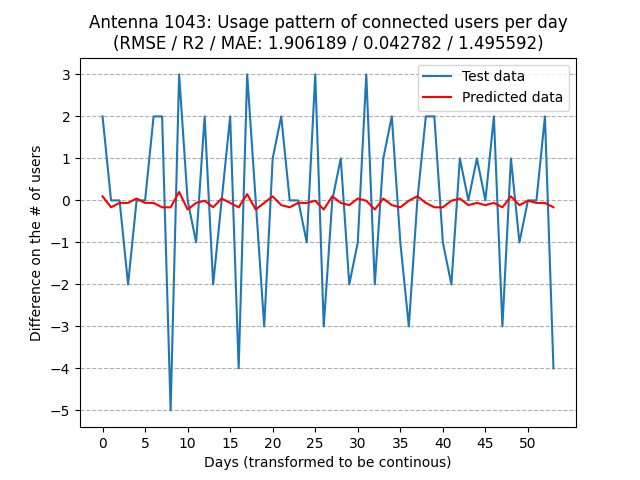 Antenna 1043: Usage pattern of connected users per day
(RMSE / R2 / MAE: 1.906189 / 0.042782 / 1.495592)
Test data
Predicted data
3
2
1
0
−1
−2
−3
−4
−5
Difference on the # of users
0 5 10 15 20 25 30 35 40 45 50
Days (transformed to be continous)